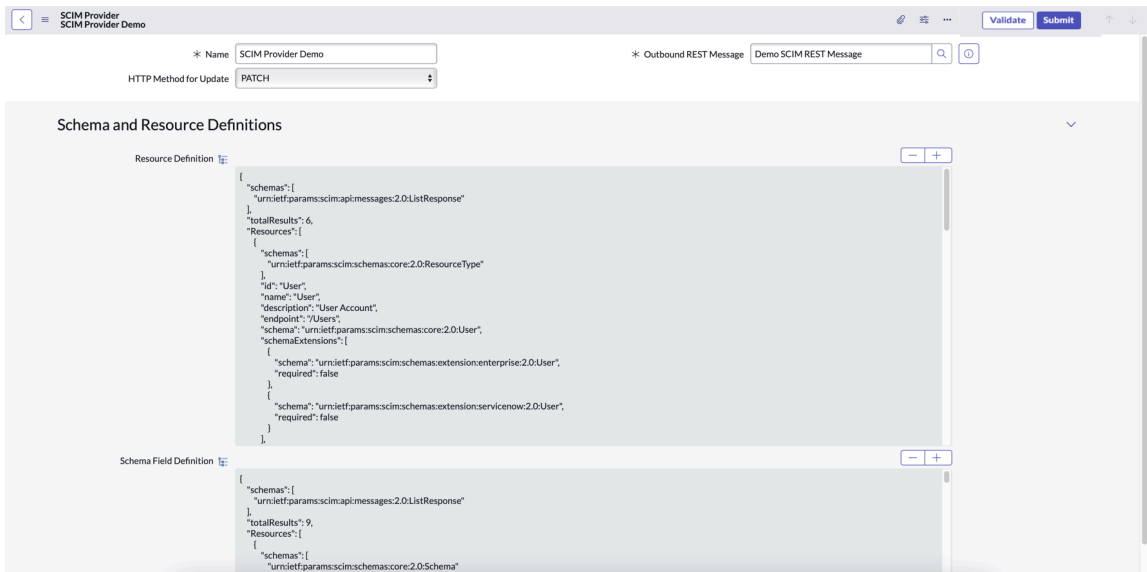 SCIM Provider
SCIM Provider Demo
Validate
Submit
* Name SCIM Provider Demo
* Outbound REST Message Demo SCIM REST Message
HTTP Method for Update PATCH
Schema and Resource Definitions
Resource Definition
{
"schemas": [
"urn:ietf:params:scim:api:messages:2.0:ListResponse"
],
"totalResults": 6,
"Resources": [
{
"schemas": [
"urn:ietf:params:scim:schemas:core:2.0:ResourceType"
],
"id": "User",
"name": "User",
"description": "User Account",
"endpoint": "/Users",
"schema": "urn:ietf:params:scim:schemas:core:2.0:User",
"schemaExtensions": [
{
"schema": "urn:ietf:params:scim:schemas:extension:enterprise:2.0:User",
"required": false
},
{
"schema": "urn:ietf:params:scim:schemas:extension:servicenow:2.0:User",
"required": false
}
],
Schema Field Definition
{
"schemas": [
"urn:ietf:params:scim:api:messages:2.0:ListResponse"
],
"totalResults": 9,
"Resources": [
{
"schemas": [
"urn:ietf:params:scim:schemas:core:2.0:Schema"